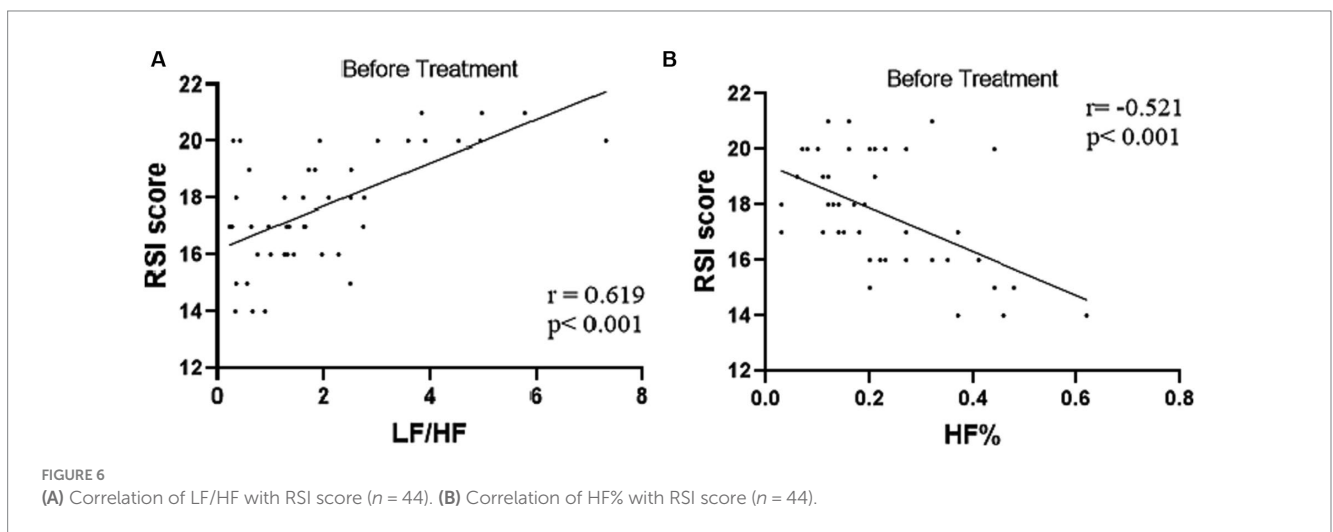 A
Before Treatment
22
20
18
16
14
12
RSI score
r = 0.619
p< 0.001
0
2
4
6
8
LF/HF
B
Before Treatment
r= -0.521
p< 0.001
22
20
18
16
14
12
RSI score
0.0
0.2
0.4
0.6
0.8
HF%
FIGURE 6
(A) Correlation of LF/HF with RSI score (n = 44). (B) Correlation of HF% with RSI score (n = 44).